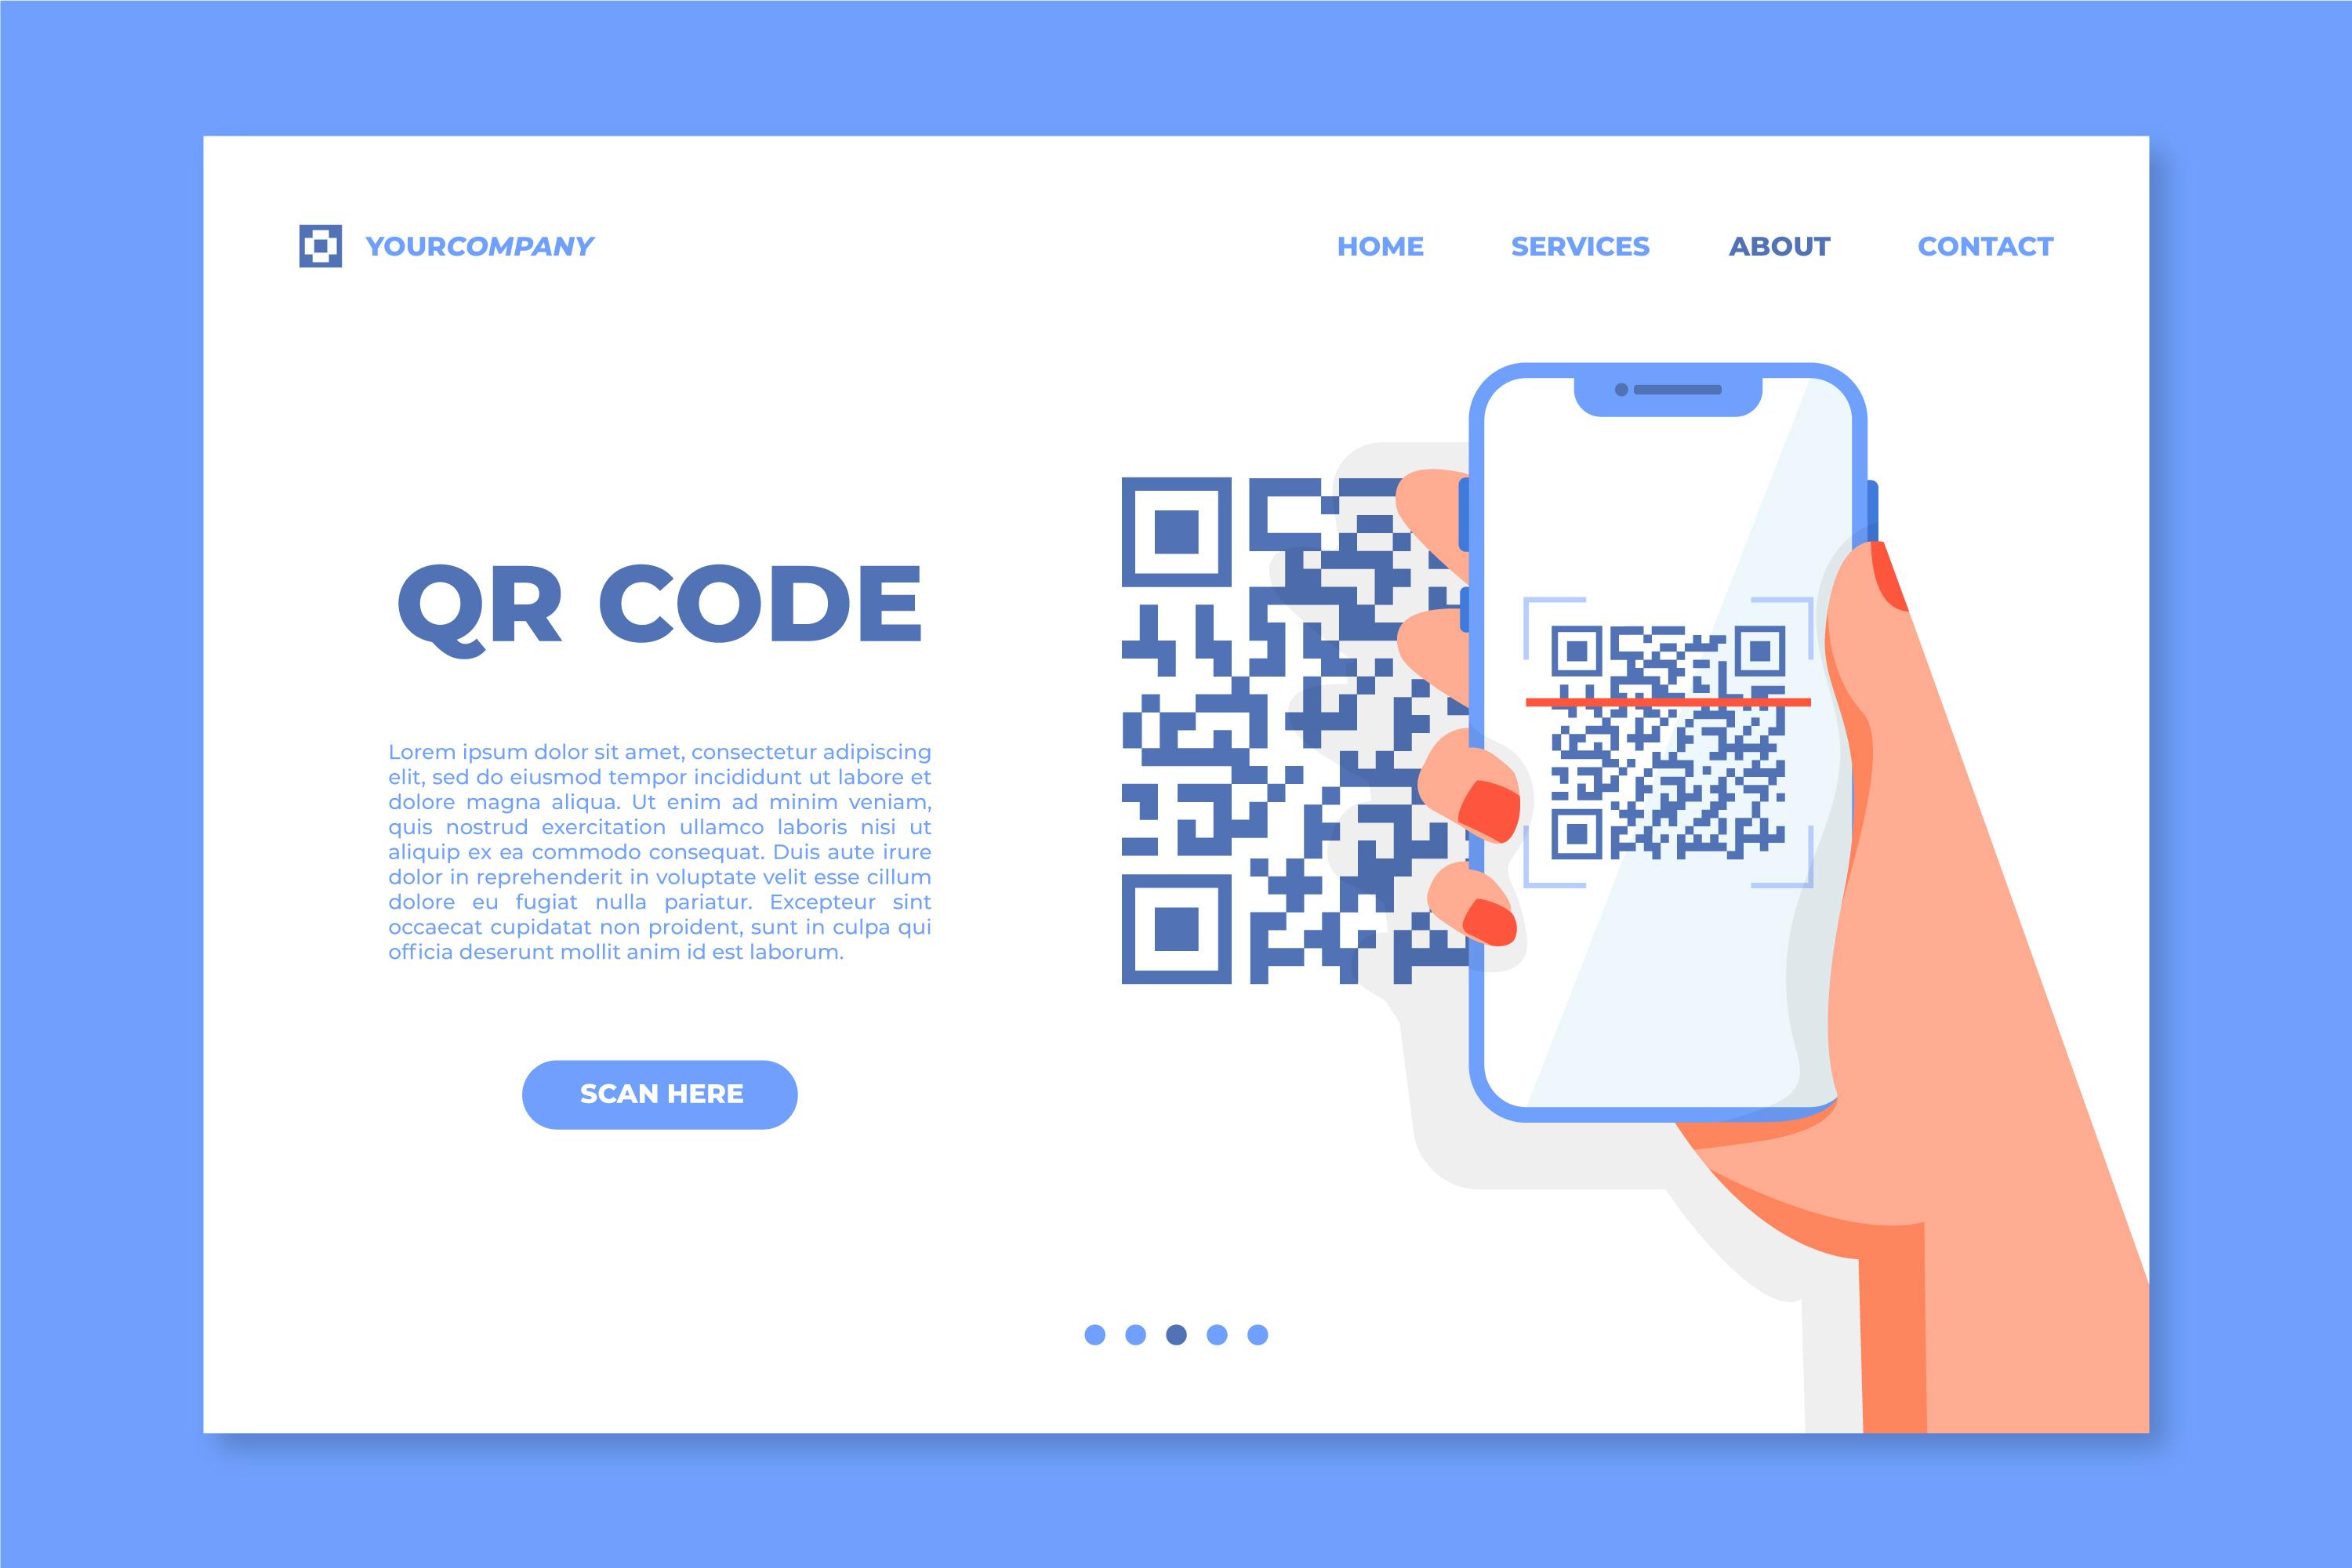 YOURCOMPANY
HOME SERVICES ABOUT CONTACT
QR CODE
Lorem ipsum dolor sit amet, consectetur adipiscing
elit, sed do eiusmod tempor incididunt ut labore et
dolore magna aliqua. Ut enim ad minim veniam,
quis nostrud exercitation ullamco laboris nisi ut
aliquip ex ea commodo consequat. Duis aute irure
dolor in reprehenderit in voluptate velit esse cillum
dolore eu fugiat nulla pariatur. Excepteur sint
occaecat cupidatat non proident, sunt in culpa qui
officia deserunt mollit anim id est laborum.
SCAN HERE